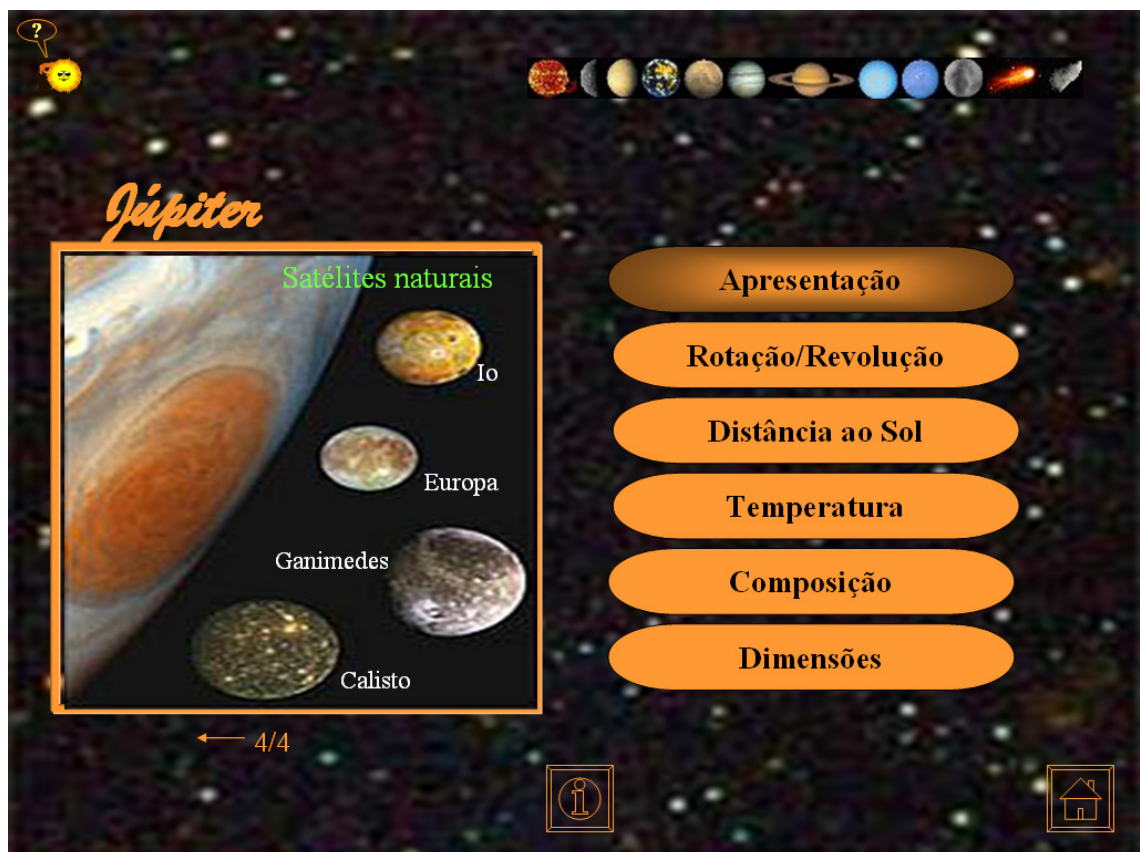 ?
Júpiter
Satélites naturais
Io
Europa
Ganimedes
Calisto
4/4
Apresentação
Rotação/Revolução
Distância ao Sol
Temperatura
Composição
Dimensões
i